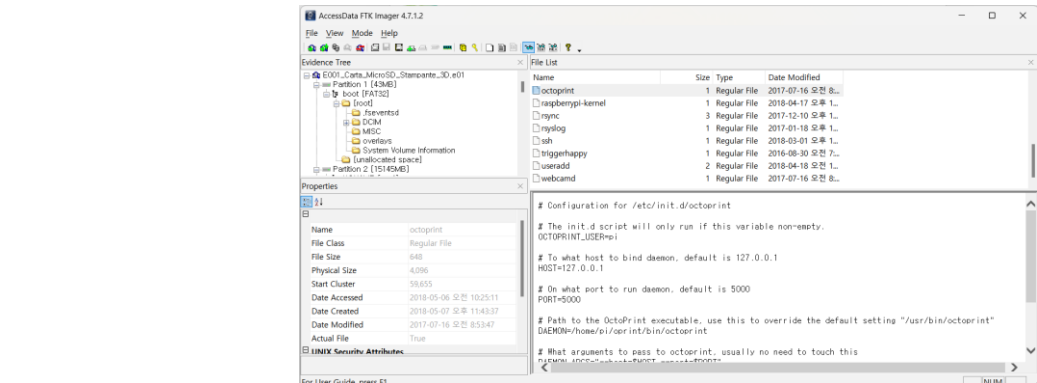 AccessData FTK Imager 4.7.1.2
File View Mode Help
Evidence Tree
E001_Carta_MicroSD_Stampante_3D.e01
Partition 1 [43MB]
boot [FAT32]
[root]
.fseventsd
DCIM
MISC
overlays
System Volume Information
[unallocated space]
Partition 2 [15145MB]
File List
Name Size Type Date Modified
octoprint 1 Regular File 2017-07-16 오전 8:...
raspberrypi-kernel 1 Regular File 2018-04-17 오후 1...
rsync 3 Regular File 2017-12-10 오후 1...
rsyslog 1 Regular File 2017-01-18 오후 1...
ssh 1 Regular File 2018-03-01 오후 1...
triggerhappy 1 Regular File 2016-08-30 오전 7:...
useradd 2 Regular File 2018-04-18 오전 1...
webcamd 1 Regular File 2017-07-16 오전 8:...
Properties
Name octoprint
File Class Regular File
File Size 648
Physical Size 4,096
Start Cluster 59,655
Date Accessed 2018-05-06 오전 10:25:11
Date Created 2018-05-07 오후 11:43:37
Date Modified 2017-07-16 오전 8:53:47
Actual File True
UNIX Security Attributes
# Configuration for /etc/init.d/octoprint
# The init.d script will only run if this variable non-empty.
OCTOPRINT_USER=pi
# To what host to bind daemon, default is 127.0.0.1
HOST=127.0.0.1
# On what port to run daemon, default is 5000
PORT=5000
# Path to the OctoPrint executable, use this to override the default setting "/usr/bin/octoprint"
DAEMON=/home/pi/oprint/bin/octoprint
# What arguments to pass to octoprint, usually no need to touch this
For User Guide, press F1
NUM